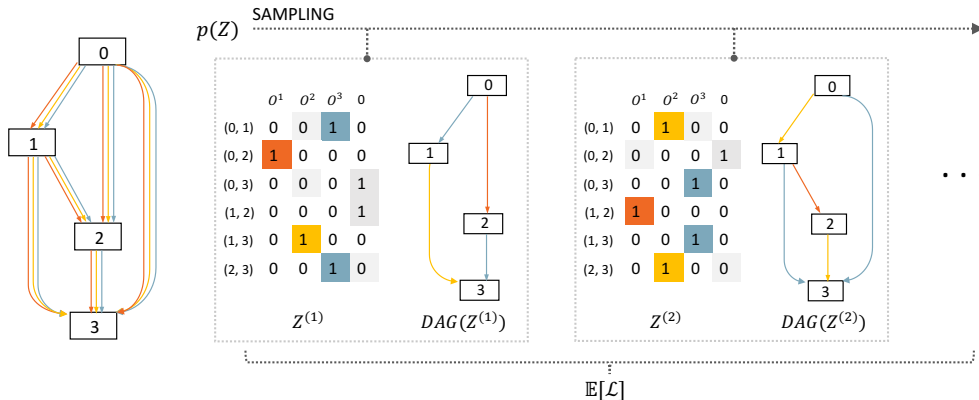 SAMPLING
p(Z)
0
1
2
3
O¹ O² O³ 0
(0, 1) 0 0 1 0
(0, 2) 1 0 0 0
(0, 3) 0 0 0 1
(1, 2) 0 0 0 1
(1, 3) 0 1 0 0
(2, 3) 0 0 1 0
Z⁽¹⁾
0
1
2
3
DAG(Z⁽¹⁾)
O¹ O² O³ 0
(0, 1) 0 1 0 0
(0, 2) 0 0 0 1
(0, 3) 0 0 1 0
(1, 2) 1 0 0 0
(1, 3) 0 0 1 0
(2, 3) 0 1 0 0
Z⁽²⁾
0
1
2
3
DAG(Z⁽²⁾)
. .
𝔼[ℒ]